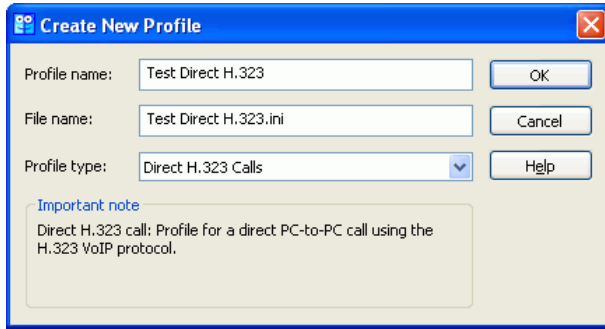 Create New Profile
Profile name: Test Direct H.323 OK
File name: Test Direct H.323.ini Cancel
Profile type: Direct H.323 Calls Help
Important note
Direct H.323 call: Profile for a direct PC-to-PC call using the
H.323 VoIP protocol.